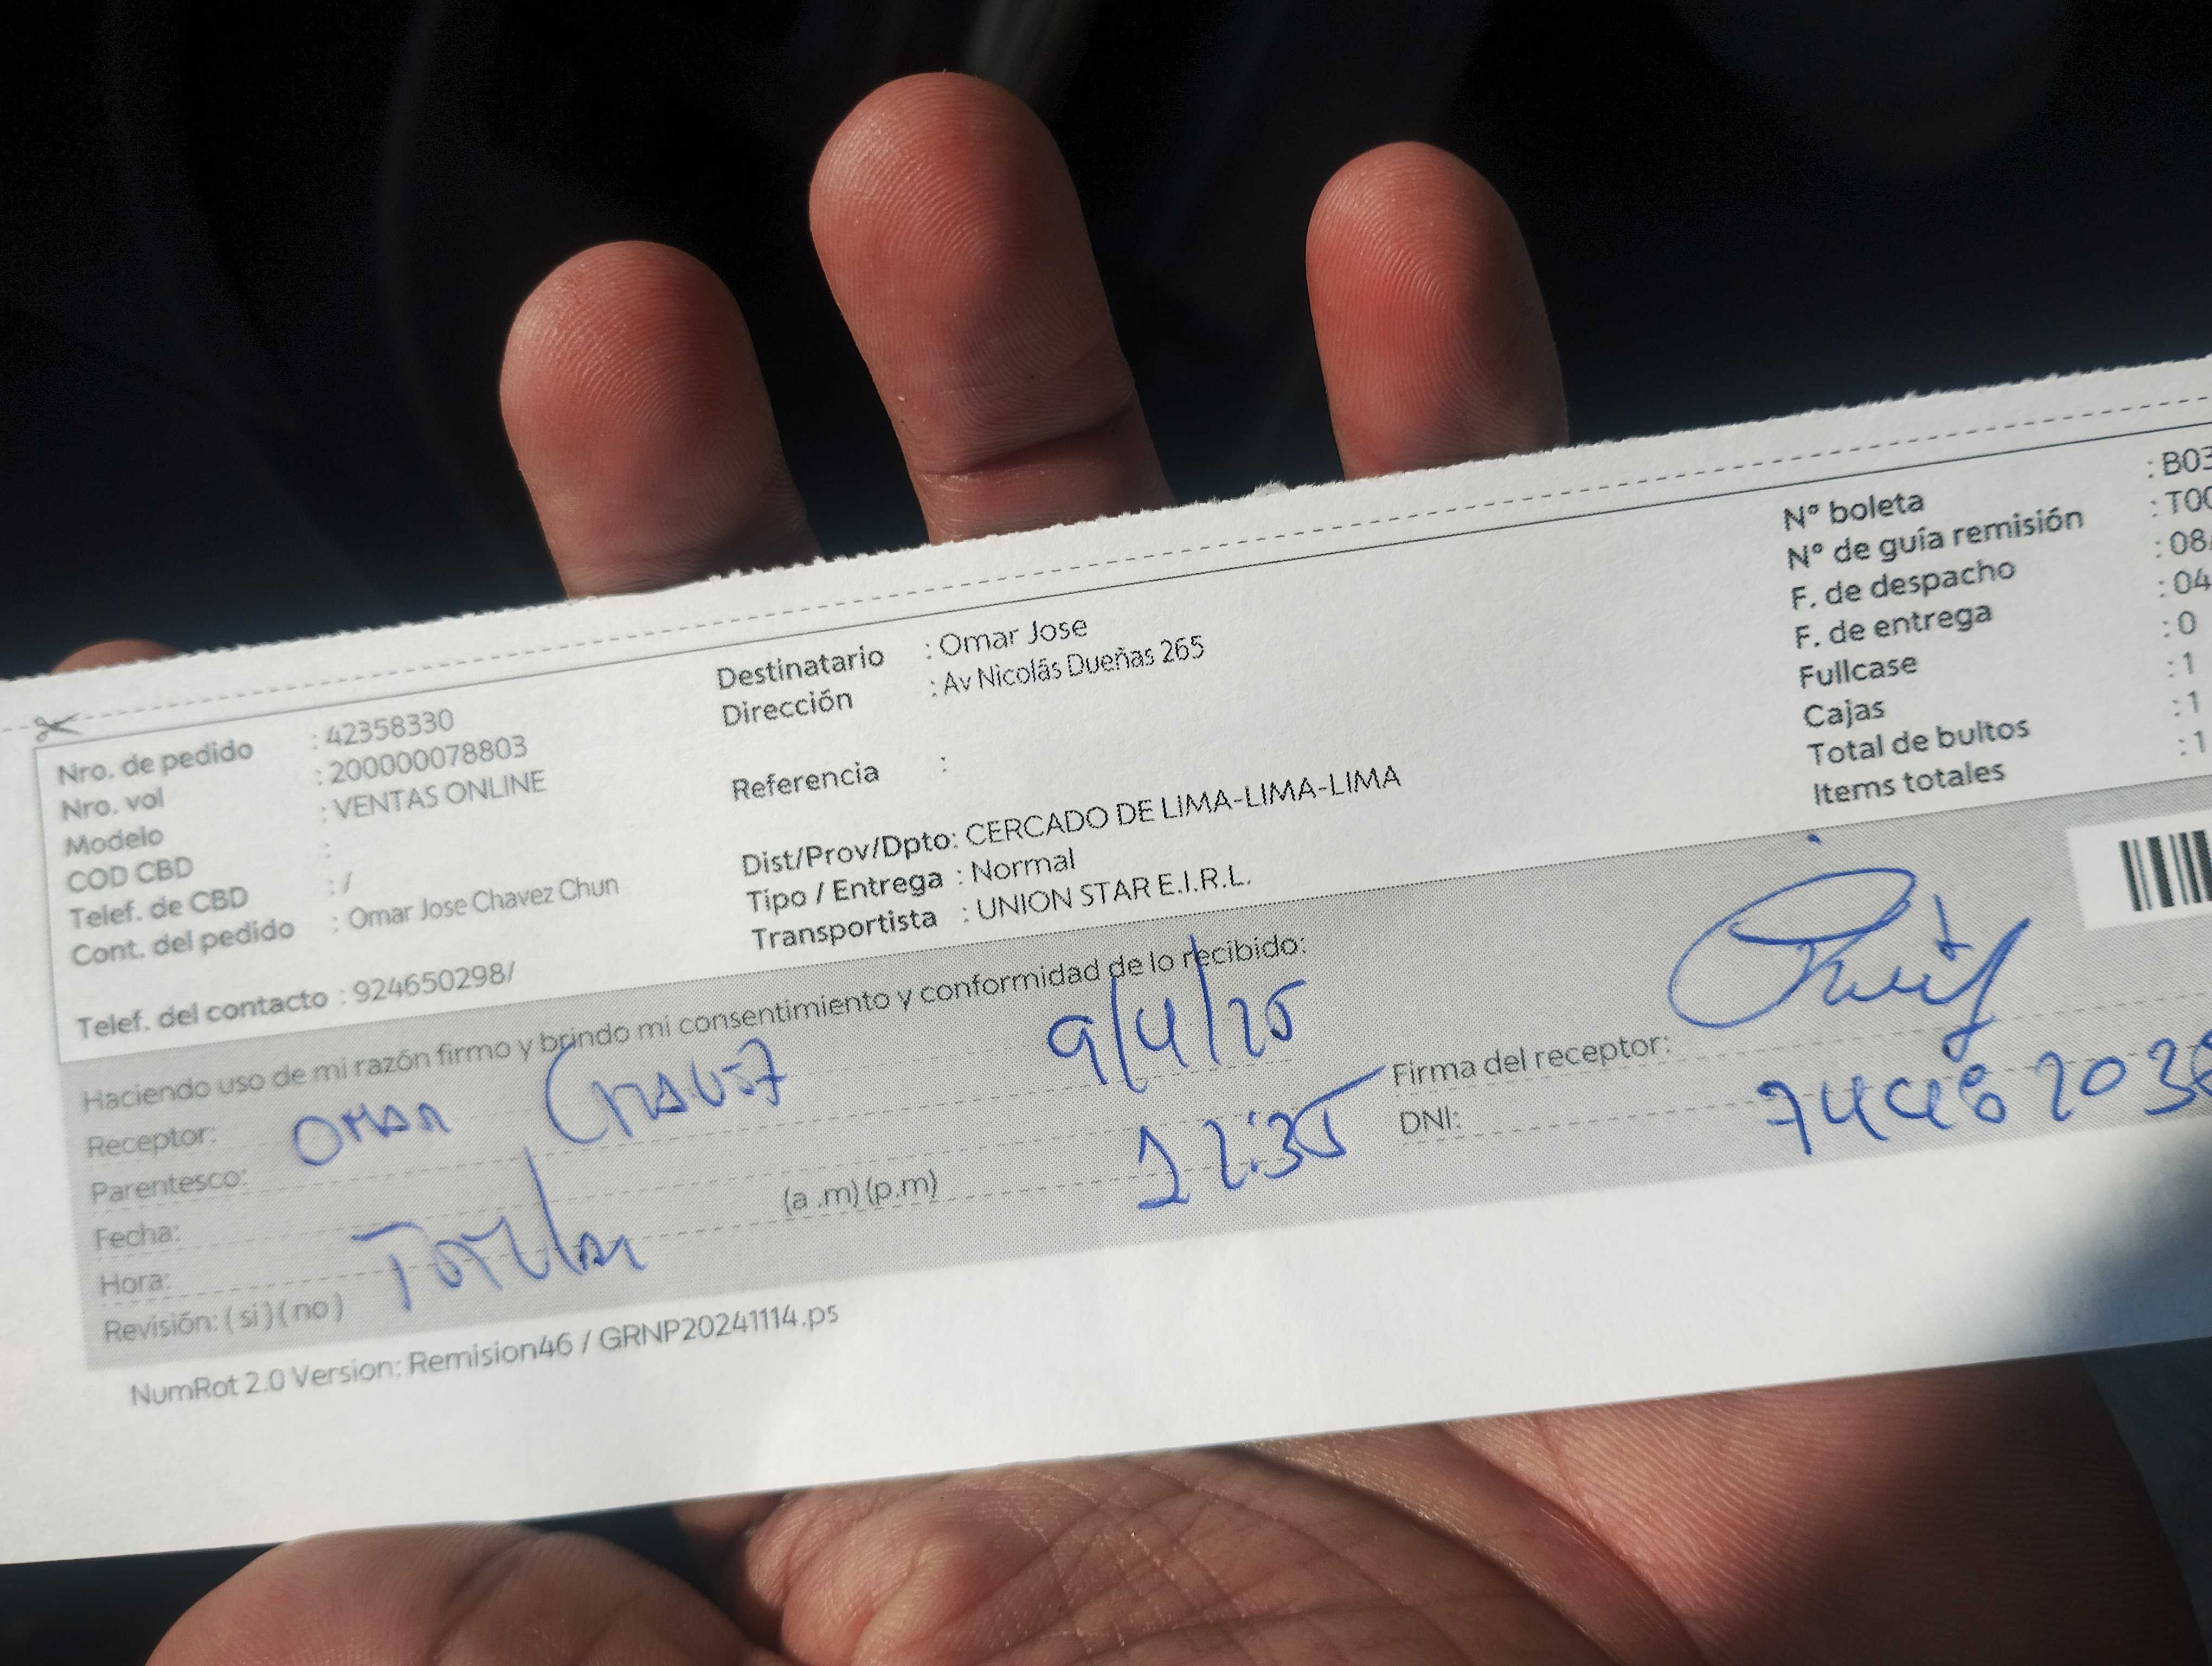 Nro. de pedido : 42358330
Nro. vol : 200000078803
Modelo : VENTAS ONLINE
COD CBD :
Telef. de CBD : /
Cont. del pedido : Omar Jose Chavez Chun
Telef. del contacto : 924650298/
Destinatario : Omar Jose
Dirección : Av Nicolás Dueñas 265
Referencia :
Dist/Prov/Dpto: CERCADO DE LIMA-LIMA-LIMA
Tipo / Entrega : Normal
Transportista : UNION STAR E.I.R.L.
N° boleta : B03
N° de guía remisión : T00
F. de despacho : 08
F. de entrega : 04
Fullcase : 0
Cajas : 1
Total de bultos : 1
Items totales : 1
Haciendo uso de mi razón firmo y brindo mi consentimiento y conformidad de lo recibido:
Receptor: OMAR CHAVEZ 9/4/25
Parentesco:
Fecha: (a .m) (p.m) 12:35
Hora: Titular
Revisión: ( si ) ( no )
Firma del receptor:
DNI: 7448203
NumRot 2.0 Version: Remision46 / GRNP20241114.ps